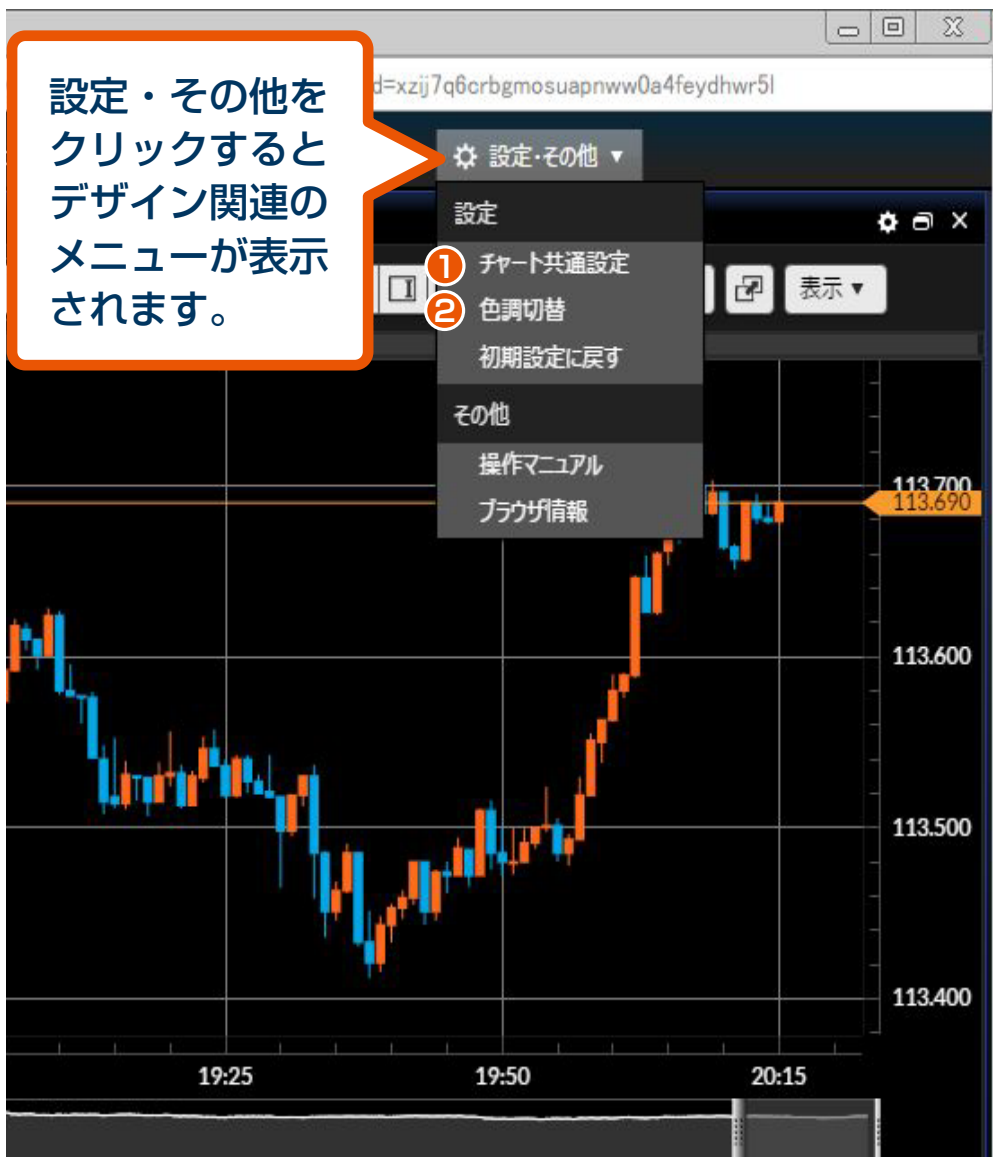 設定・その他を
クリックすると
デザイン関連の
メニューが表示
されます。
d=xzij7q6crbgmosuapnww0a4feydhwr5l
設定・その他 ▼
設定
1 チャート共通設定
2 色調切替
初期設定に戻す
その他
操作マニュアル
ブラウザ情報
表示 ▼
113.700
113.690
113.600
113.500
113.400
19:25 19:50 20:15